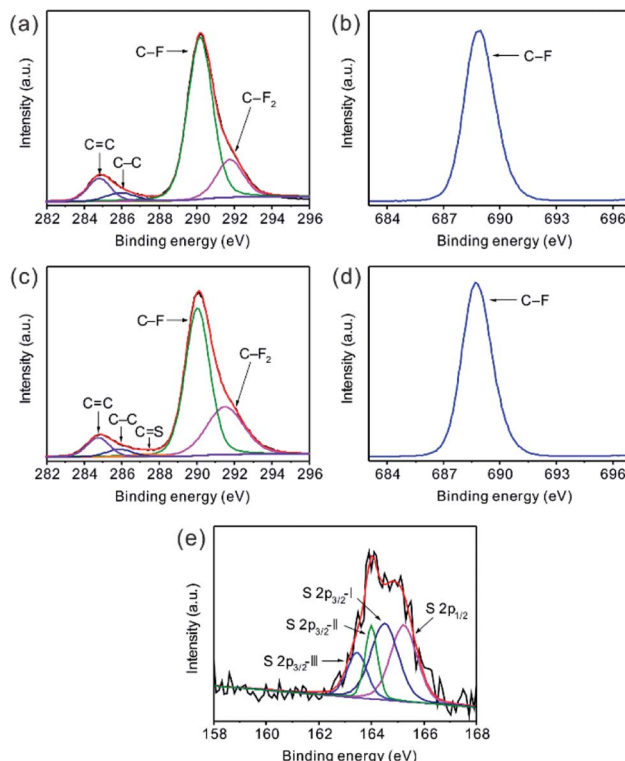 (a)
Intensity (a.u.)
C–F
C–F₂
C=C
C–C
282 284 286 288 290 292 294 296
Binding energy (eV)
(b)
Intensity (a.u.)
C–F
684 687 690 693 696
Binding energy (eV)
(c)
Intensity (a.u.)
C–F
C–F₂
C=C
C–C
C=S
282 284 286 288 290 292 294 296
Binding energy (eV)
(d)
Intensity (a.u.)
C–F
684 687 690 693 696
Binding energy (eV)
(e)
Intensity (a.u.)
S 2p₃/₂-I
S 2p₃/₂-II
S 2p₁/₂
S 2p₃/₂-III
158 160 162 164 166 168
Binding energy (eV)